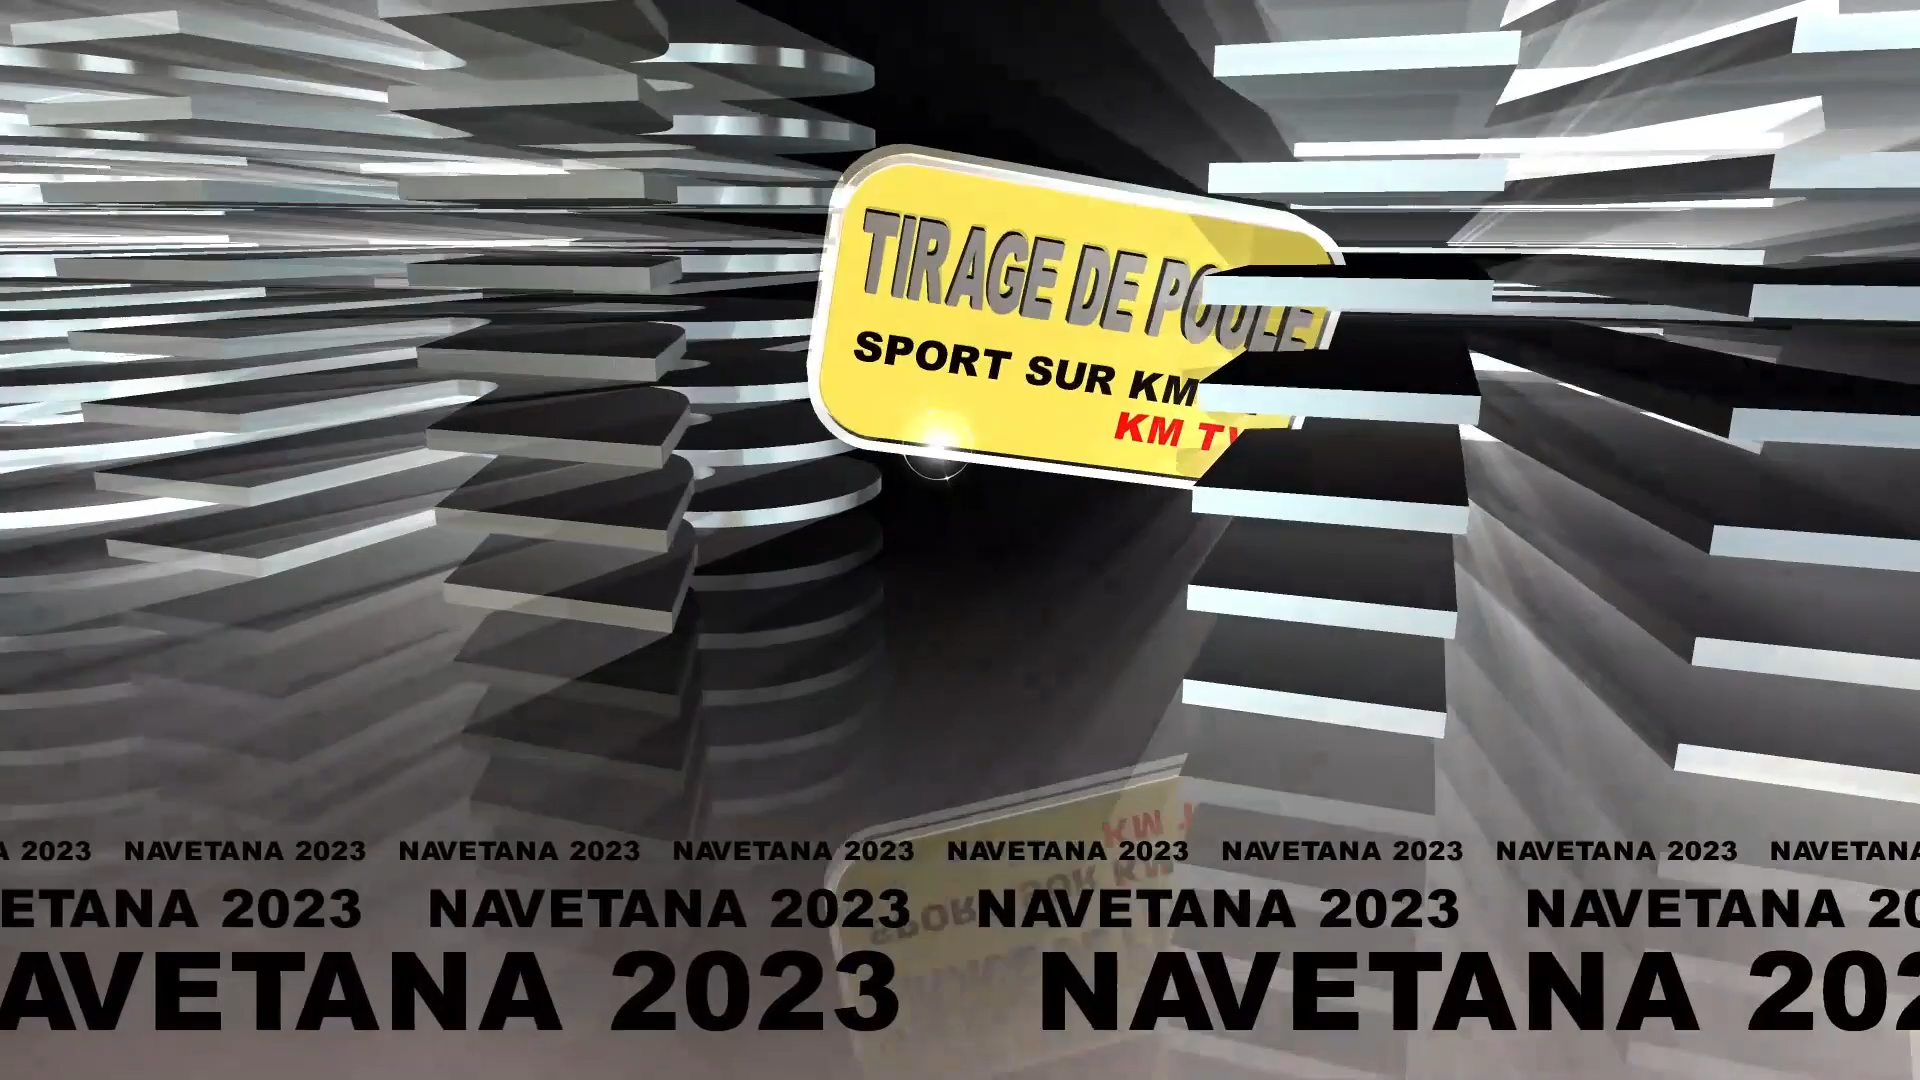 TIRAGE DE POULE
SPORT SUR KM
KM TV
A 2023 NAVETANA 2023 NAVETANA 2023 NAVETANA 2023 NAVETANA 2023 NAVETANA 2023 NAVETANA 2023 NAVETANA
ETANA 2023 NAVETANA 2023 NAVETANA 2023 NAVETANA 20
AVETANA 2023 NAVETANA 202